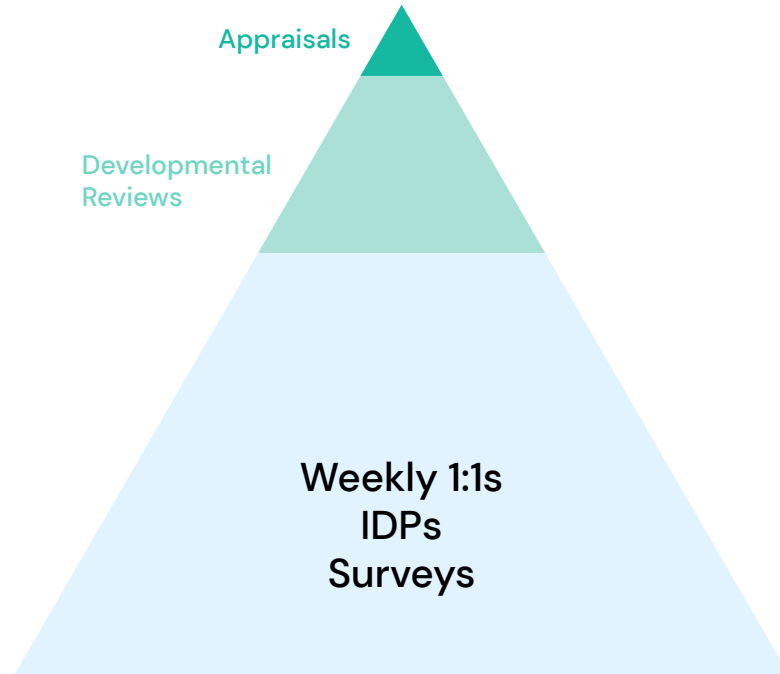 Appraisals
Developmental
Reviews
Weekly 1:1s
IDPs
Surveys